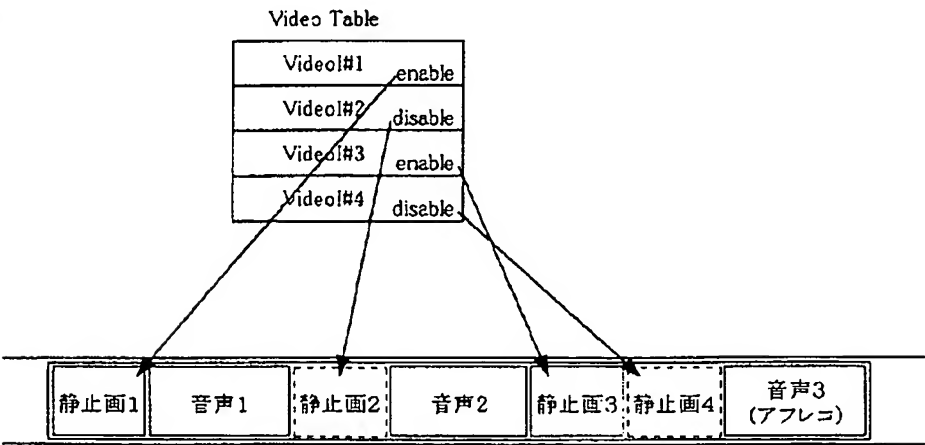 Video Table
VideoI#1
enable
VideoI#2
disable
VideoI#3
enable
VideoI#4
disable
静止画1
音声1
静止画2
音声2
静止画3
静止画4
音声3
(アフレコ)